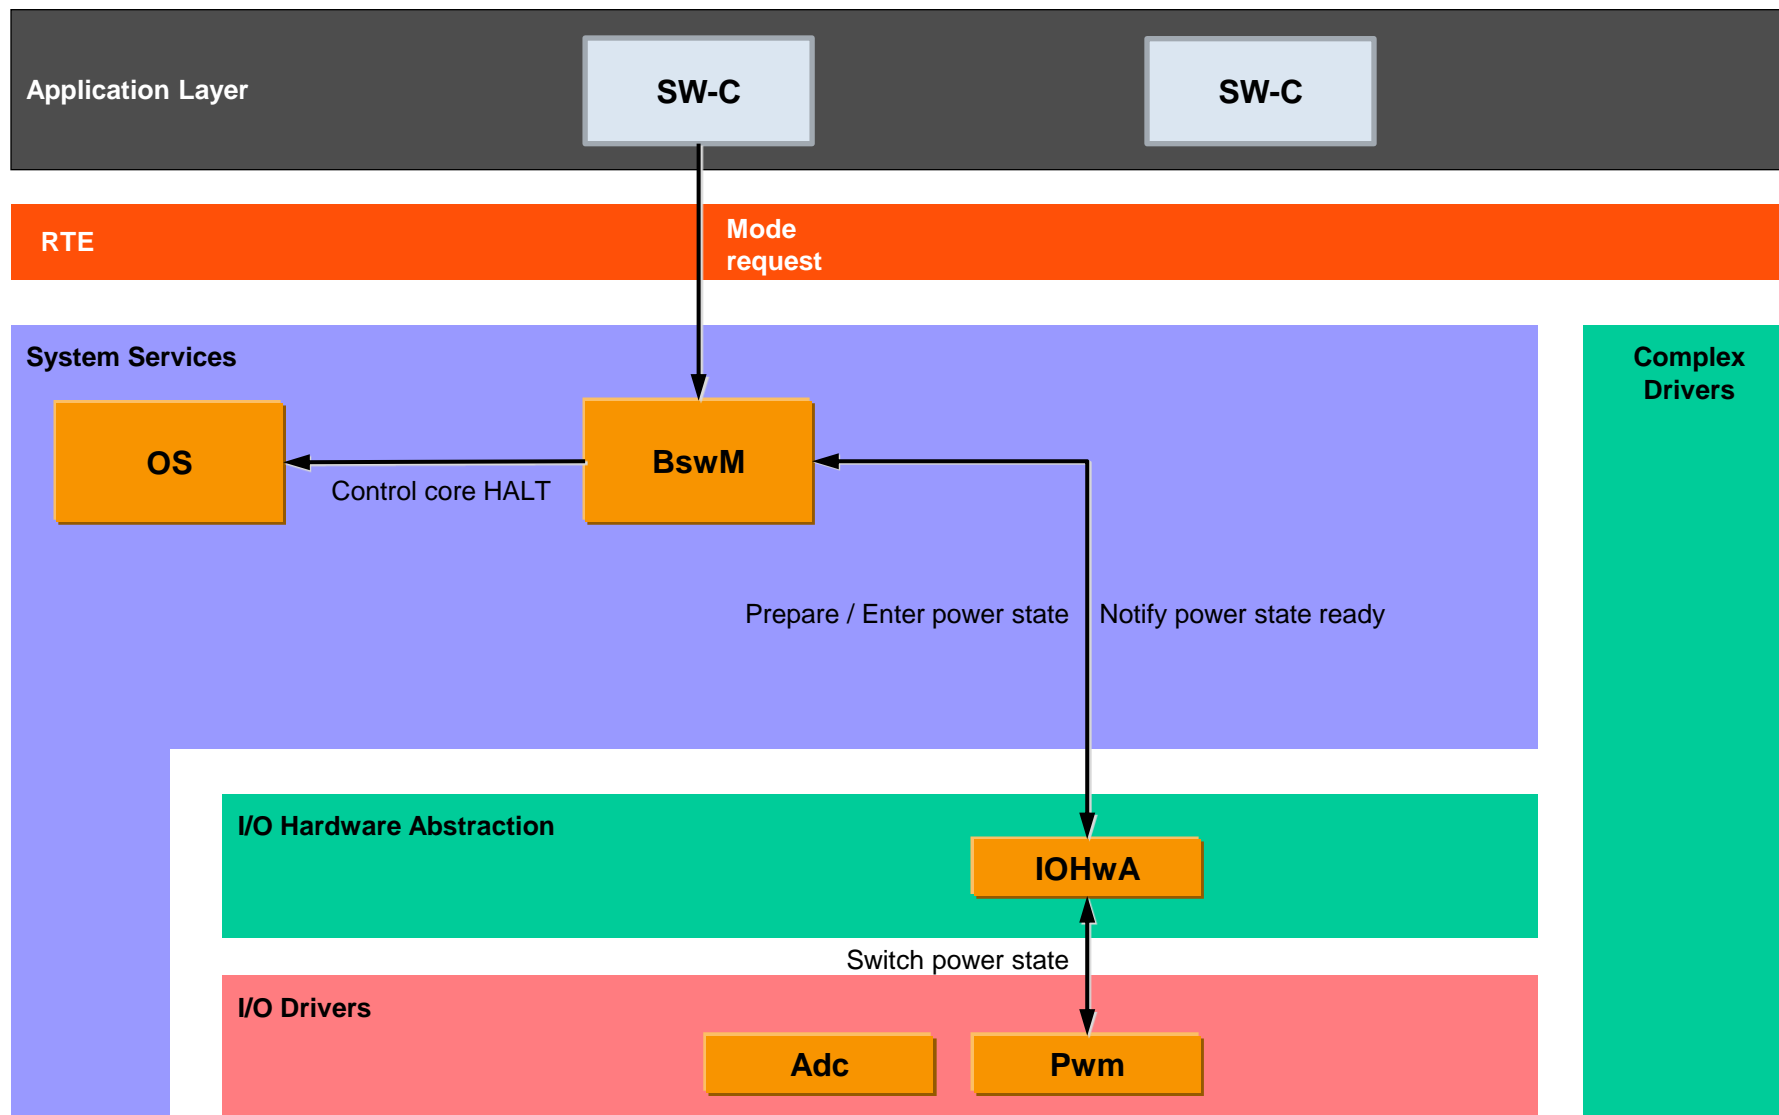 Application Layer
SW-C
SW-C
RTE
Mode
request
System Services
Complex
Drivers
OS
BswM
Control core HALT
Prepare / Enter power state
Notify power state ready
I/O Hardware Abstraction
IOHwA
Switch power state
I/O Drivers
Adc
Pwm